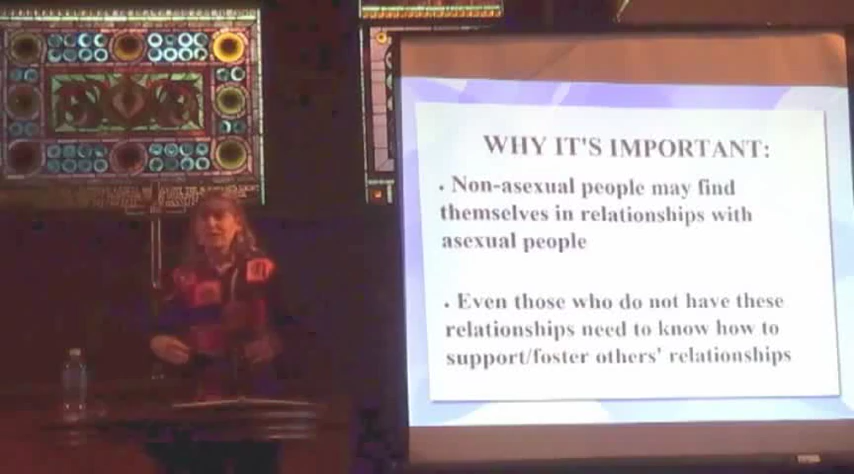 WHY IT'S IMPORTANT:
. Non-asexual people may find
themselves in relationships with
asexual people
. Even those who do not have these
relationships need to know how to
support/foster others' relationships